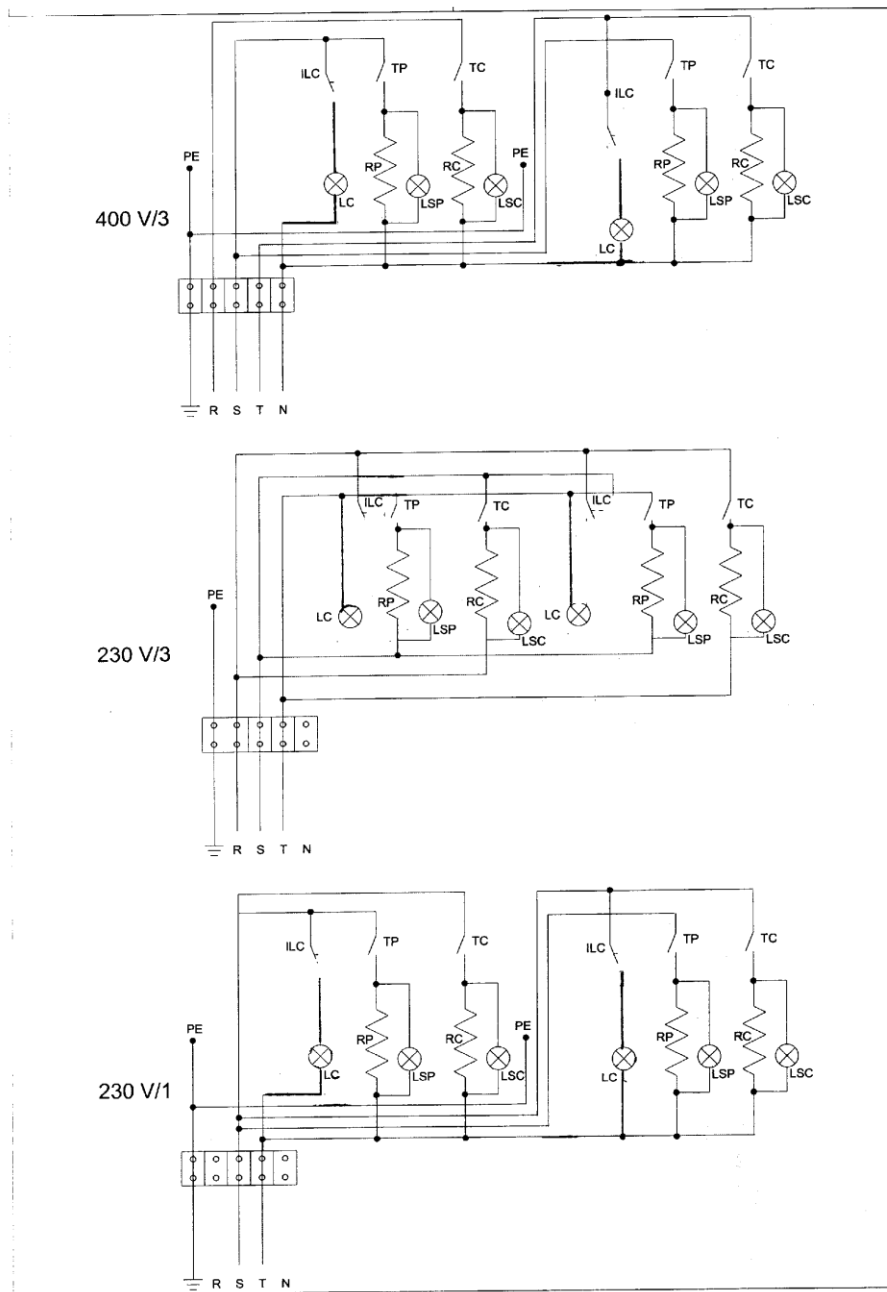 ILC TP TC ILC TP TC
PE RP RC PE RP RC
LC LSP LSC LC LSP LSC
400 V/3
R S T N
ILC TP TC ILC TP TC
PE LC RP LSP RC LSC LC RP LSP RC LSC
230 V/3
R S T N
ILC TP TC ILC TP TC
PE RP RC PE RP RC
LC LSP LSC LC LSP LSC
230 V/1
R S T N